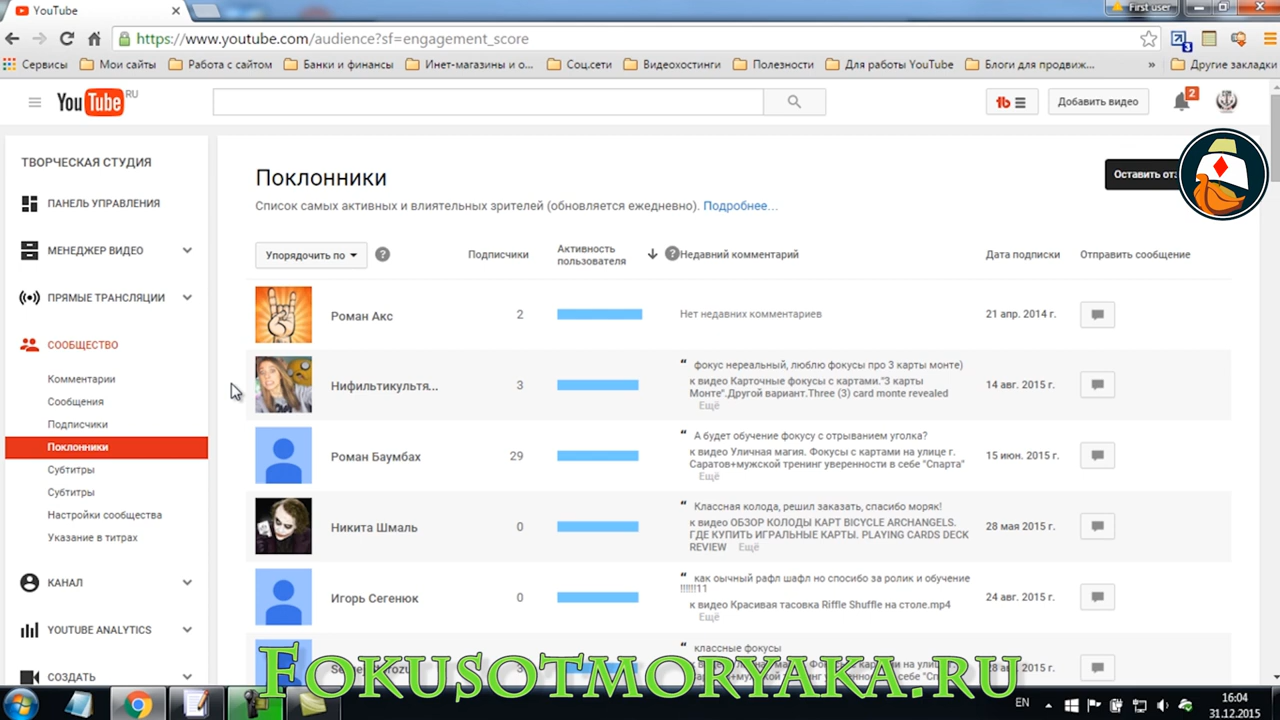 YouTube
First user
https://www.youtube.com/audience?sf=engagement_score
3
Сервисы
Мои сайты
Работа с сайтом
Банки и финансы
Инет-магазины и о...
Соц.сети
Видеохостинги
Полезности
Для работы YouTube
Блоги для продвиж...
»
Другие закладки
YouTube RU
Добавить видео
2
ТВОРЧЕСКАЯ СТУДИЯ
ПАНЕЛЬ УПРАВЛЕНИЯ
МЕНЕДЖЕР ВИДЕО
ПРЯМЫЕ ТРАНСЛЯЦИИ
СООБЩЕСТВО
Комментарии
Сообщения
Подписчики
Поклонники
Субтитры
Субтитры
Настройки сообщества
Указание в титрах
КАНАЛ
YOUTUBE ANALYTICS
СОЗДАТЬ
Поклонники
Оставить от
Список самых активных и влиятельных зрителей (обновляется ежедневно). Подробнее...
Упорядочить по
?
Подписчики
Активность
пользователя
?
Недавний комментарий
Дата подписки
Отправить сообщение
Роман Акс
2
Нет недавних комментариев
21 апр. 2014 г.
Нифильтикультя...
3
“ фокус нереальный, люблю фокусы про 3 карты монте)
к видео Карточные фокусы с картами."3 карты
Монте".Другой вариант.Three (3) card monte revealed
Ещё
14 авг. 2015 г.
Роман Баумбах
29
“ А будет обучение фокусу с отрыванием уголка?
к видео Уличная магия. Фокусы с картами на улице г.
Саратов+мужской тренинг уверенности в себе "Спарта"
Ещё
15 июн. 2015 г.
Никита Шмаль
0
“ Классная колода, решил заказать, спасибо моряк!
к видео ОБЗОР КОЛОДЫ КАРТ BICYCLE ARCHANGELS.
ГДЕ КУПИТЬ ИГРАЛЬНЫЕ КАРТЫ. PLAYING CARDS DECK
REVIEW Ещё
28 мая 2015 г.
Игорь Сегенюк
0
“ как оычный рафл шафл но спосибо за ролик и обучение
!!!!!!11
к видео Красивая тасовка Riffle Shuffle на столе.mp4
Ещё
24 авг. 2015 г.
“ классные фокусы
Fokusotmoryaka.ru
EN
16:04
31.12.2015